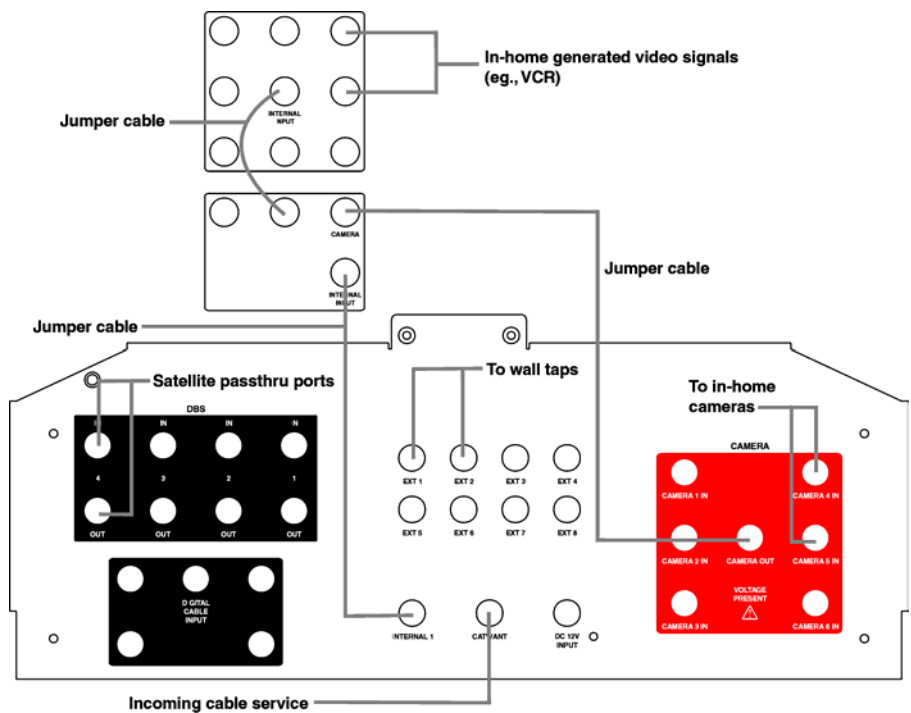 In-home generated video signals
(eg., VCR)
INTERNAL
INPUT
Jumper cable
CAMERA
INTERNAL
INPUT
Jumper cable
Jumper cable
To wall taps
Satellite passthru ports
To in-home
cameras
DBS
IN IN IN IN
4 3 2 1
OUT OUT OUT OUT
EXT 1 EXT 2 EXT 3 EXT 4
EXT 5 EXT 6 EXT 7 EXT 8
CAMERA
CAMERA 1 IN CAMERA 4 IN
CAMERA 2 IN CAMERA OUT CAMERA 5 IN
VOLTAGE
PRESENT
CAMERA 3 IN CAMERA 6 IN
D GITAL
CABLE
INPUT
INTERNAL 1 CATV/ANT DC 12V
INPUT
Incoming cable service